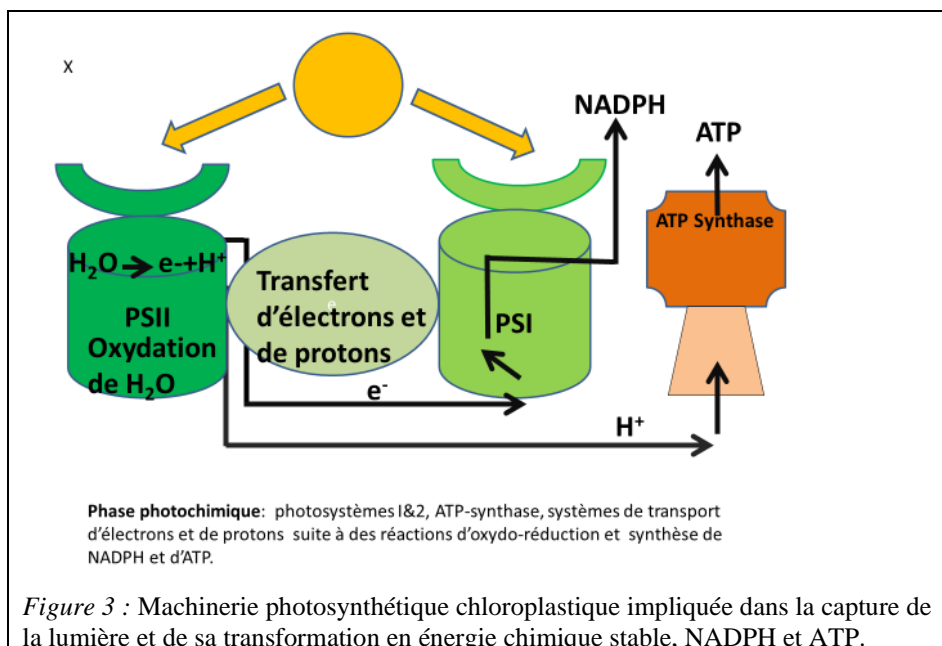 X
NADPH
ATP
ATP Synthase
H₂O → e-+H⁺
PSII
Oxydation
de H₂O
Transfert
d’électrons et
de protons
e
PSI
e⁻
H⁺
Phase photochimique: photosystèmes I&2, ATP-synthase, systèmes de transport
d’électrons et de protons suite à des réactions d’oxydo-réduction et synthèse de
NADPH et d’ATP.
Figure 3 : Machinerie photosynthétique chloroplastique impliquée dans la capture de
la lumière et de sa transformation en énergie chimique stable, NADPH et ATP.